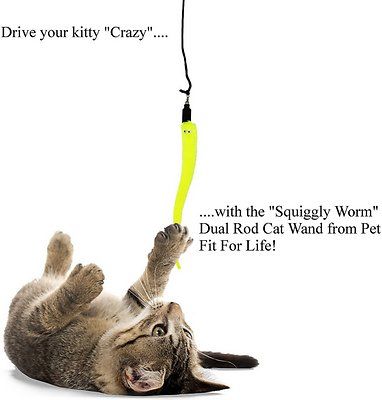 Drive your kitty "Crazy"....
....with the "Squiggly Worm"
Dual Rod Cat Wand from Pet
Fit For Life!